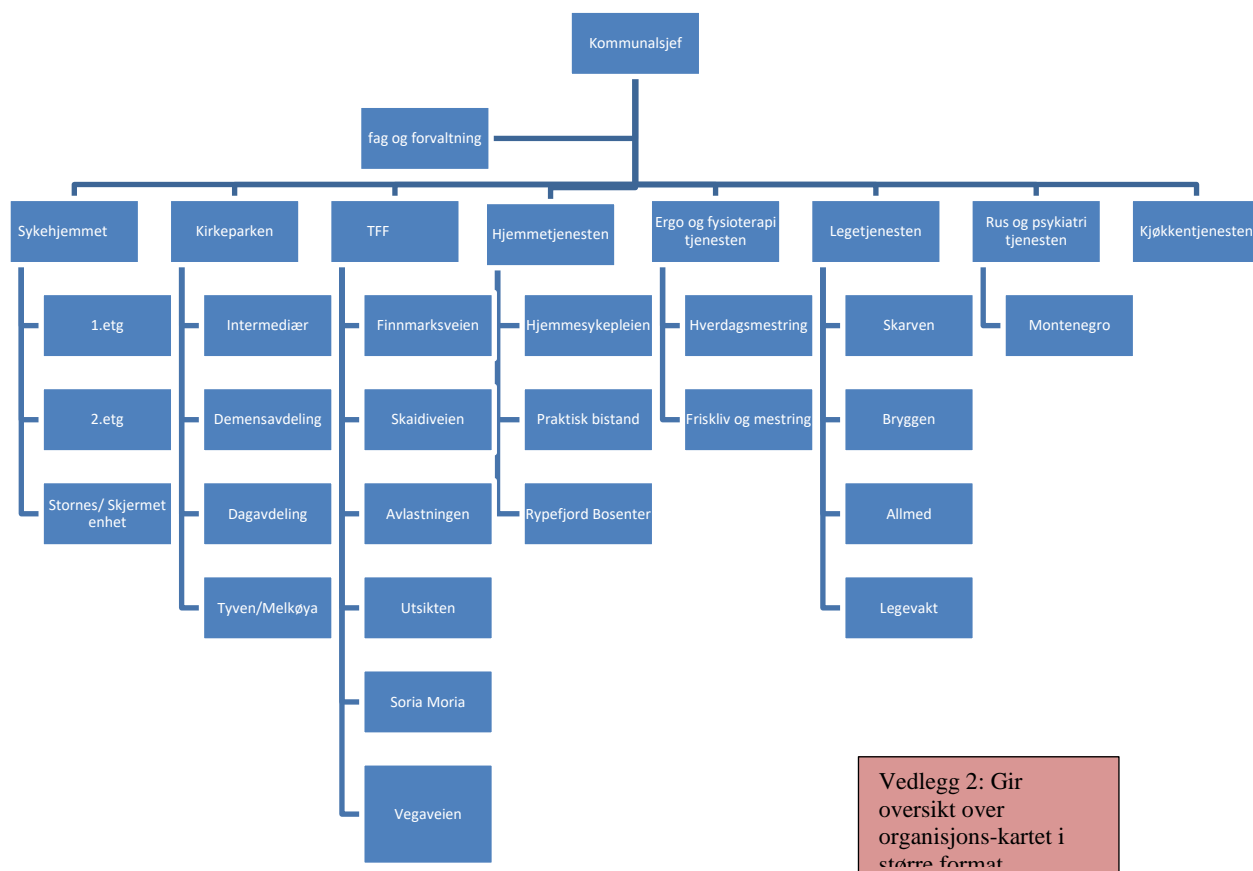 Kommunalsjef
fag og forvaltning
Sykehjemmet
Kirkeparken
TFF
Hjemmetjenesten
Ergo og fysioterapi
tjenesten
Legetjenesten
Rus og psykiatri
tjenesten
Kjøkkentjenesten
1.etg
2.etg
Stornes/ Skjermet
enhet
Intermediær
Demensavdeling
Dagavdeling
Tyven/Melkøya
Finnmarksveien
Skaidiveien
Avlastningen
Utsikten
Soria Moria
Vegaveien
Hjemmesykepleien
Praktisk bistand
Rypefjord Bosenter
Hverdagsmestring
Friskliv og mestring
Skarven
Bryggen
Allmed
Legevakt
Montenegro
Vedlegg 2: Gir
oversikt over
organisjons-kartet i
større format